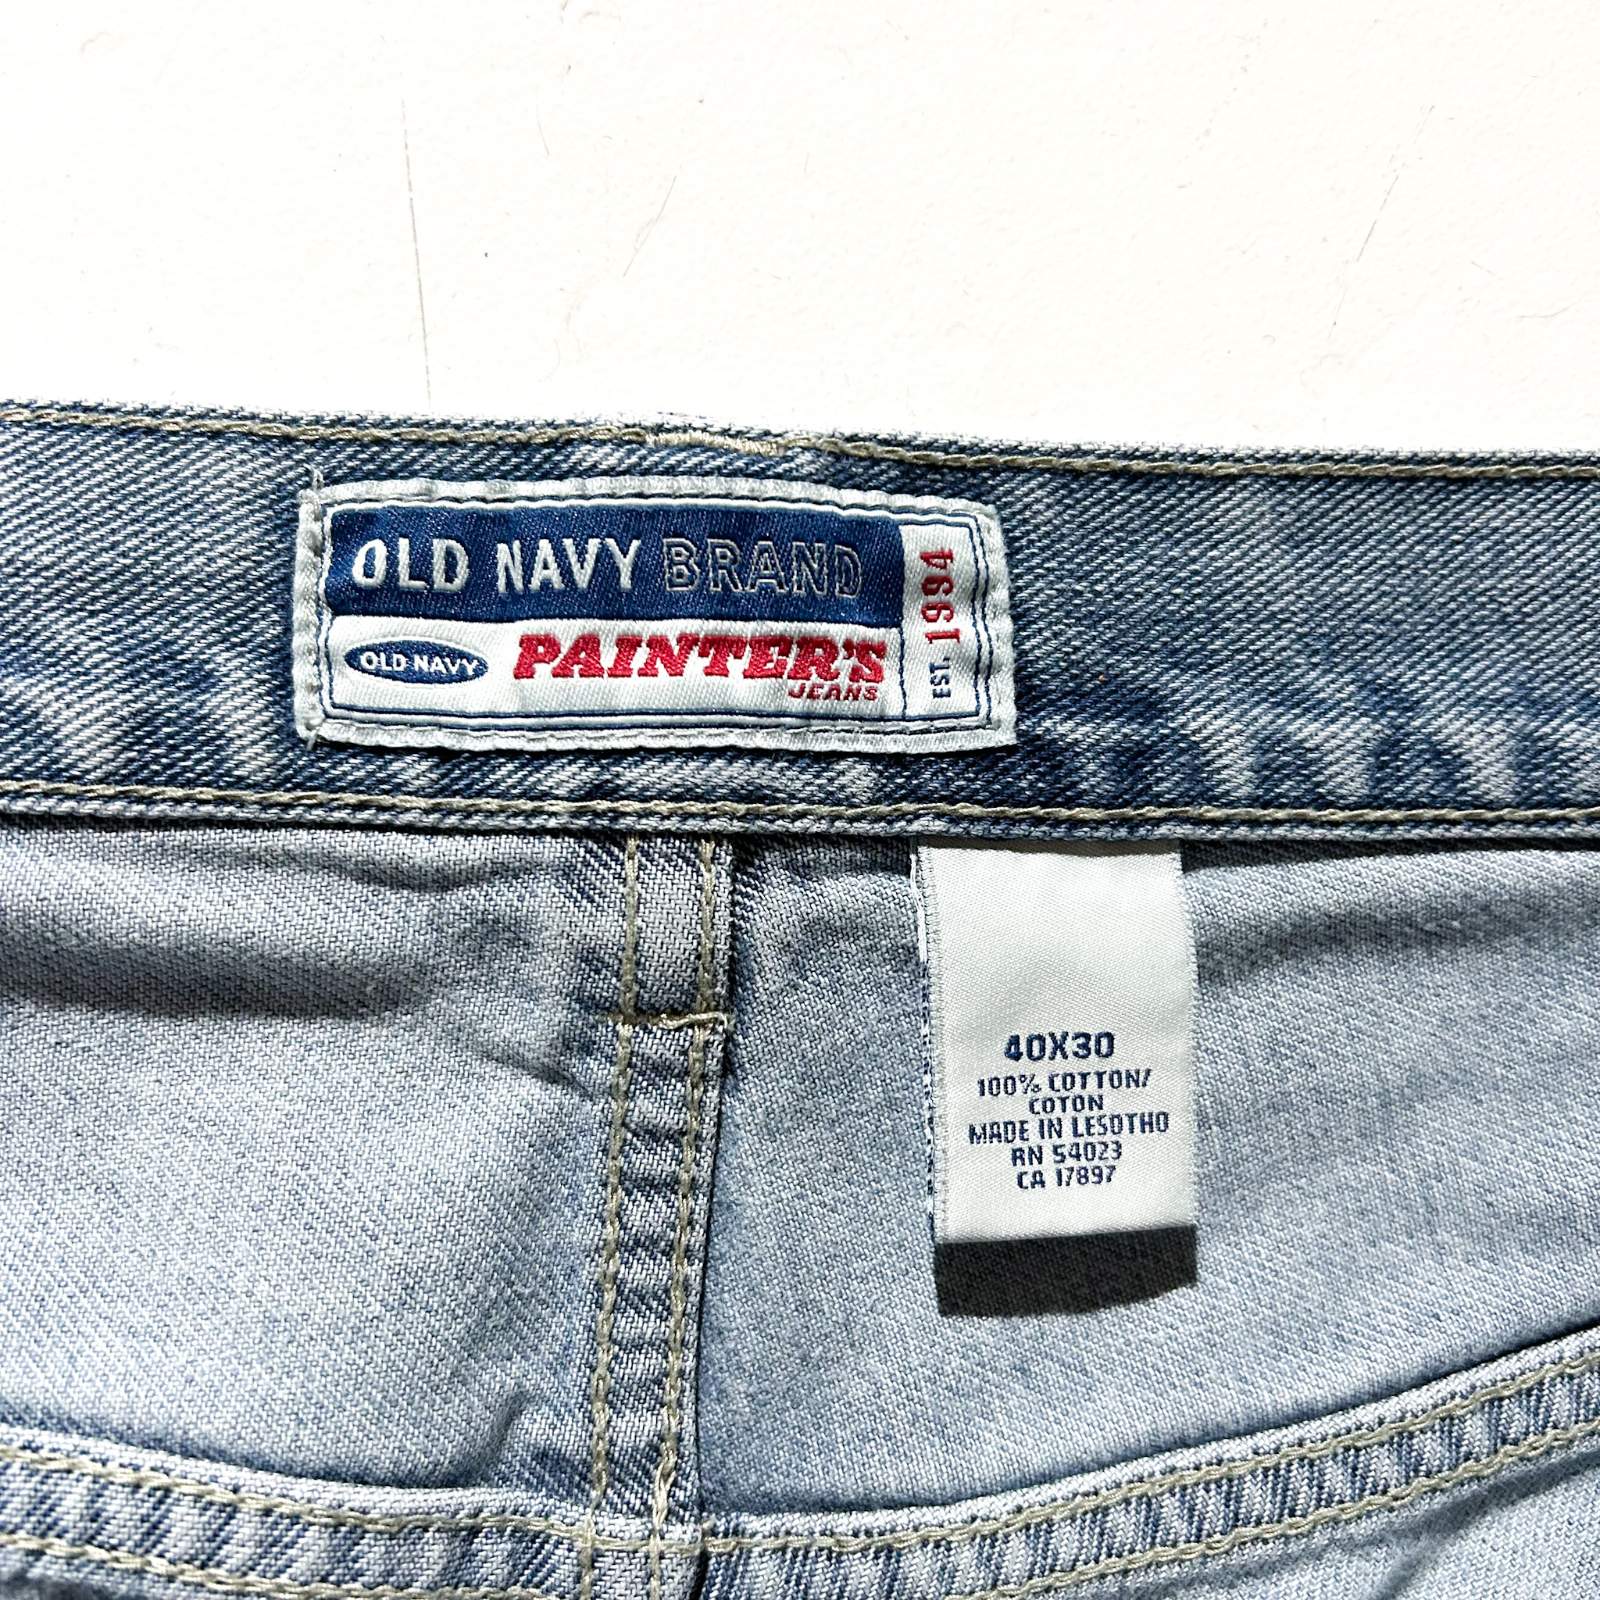 OLD NAVY BRAND
OLD NAVY
PAINTER'S
JEANS
EST. 1994
40X30
100% COTTON/
COTON
MADE IN LESOTHO
RN 54023
CA 17897